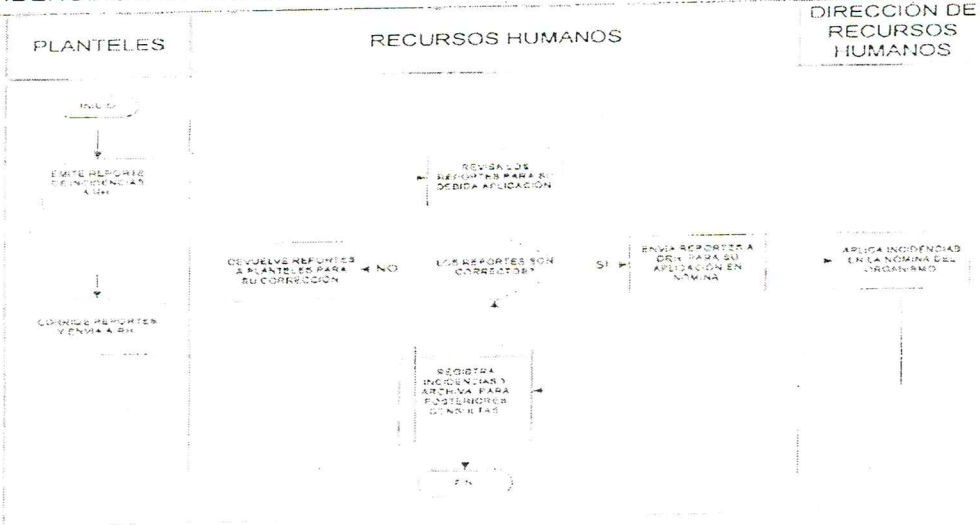 PLANTELES
RECURSOS HUMANOS
DIRECCIÓN DE
RECURSOS
HUMANOS
INICIO
EMITE REPORTE
DE INCIDENCIAS
A RH
REVISA LOS
REPORTES PARA SU
DEBIDA APLICACIÓN
DEVUELVE REPORTES
A PLANTELES PARA
SU CORRECCIÓN
NO
LOS REPORTES SON
CORRECTOS?
SI
ENVIA REPORTES A
DRH PARA SU
APLICACIÓN EN
NOMINA
APLICA INCIDENCIAS
EN LA NÓMINA DEL
ORGANISMO
CORRIGE REPORTES
Y ENVIA A RH
REGISTRA
INCIDENCIAS Y
ARCHIVA PARA
POSTERIORES
CONSULTAS
FIN